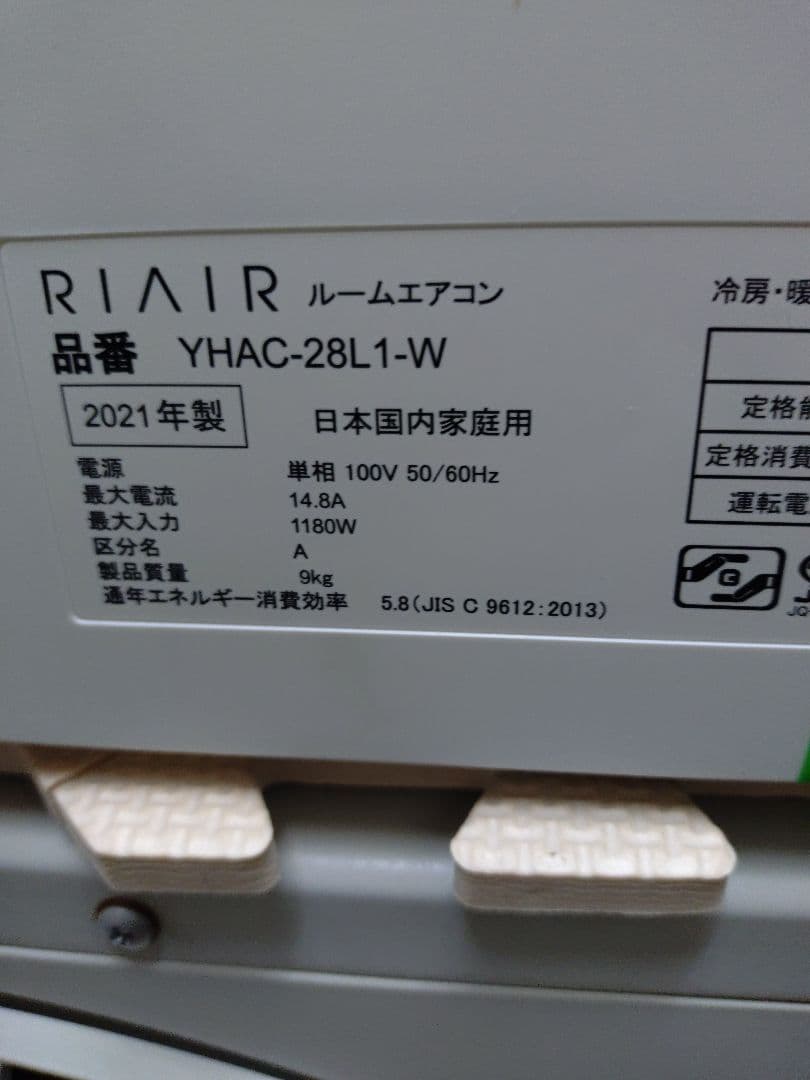 RIAIR ルームエアコン
品番 YHAC-28L1-W
2021年製 日本国内家庭用
電源 単相 100V 50/60Hz
最大電流 14.8A
最大入力 1180W
区分名 A
製品質量 9kg
通年エネルギー消費効率 5.8(JIS C 9612:2013)
冷房・暖
定格能
定格消費
運転電